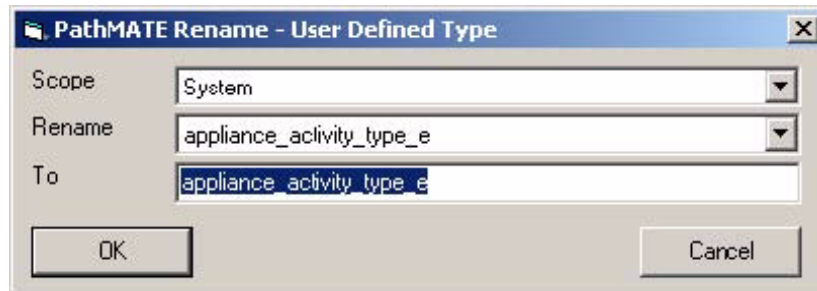 PathMATE Rename - User Defined Type
Scope
System
Rename
appliance_activity_type_e
To
appliance_activity_type_e
OK
Cancel